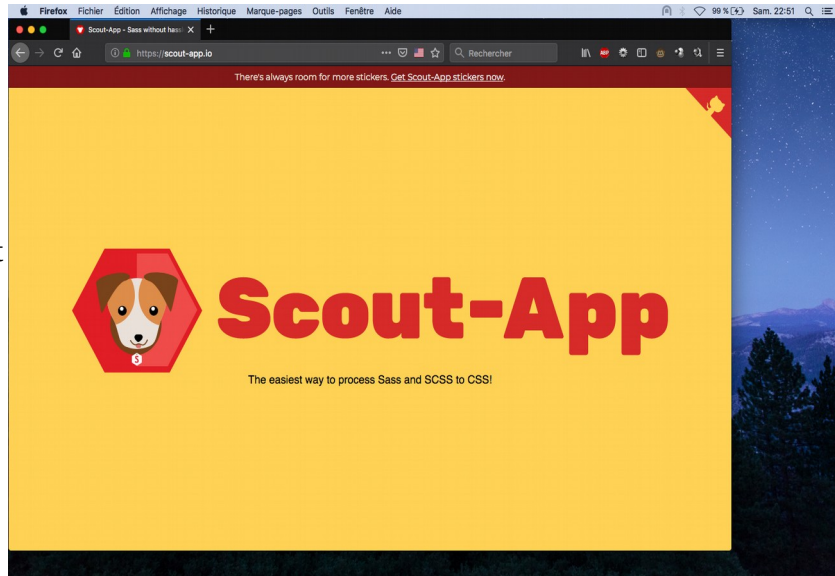 Firefox Fichier Édition Affichage Historique Marque-pages Outils Fenêtre Aide 99 % Sam. 22:51
Scout-App - Sass without hass
https://scout-app.io Rechercher
There's always room for more stickers. Get Scout-App stickers now.
t
Scout-App
S
The easiest way to process Sass and SCSS to CSS!